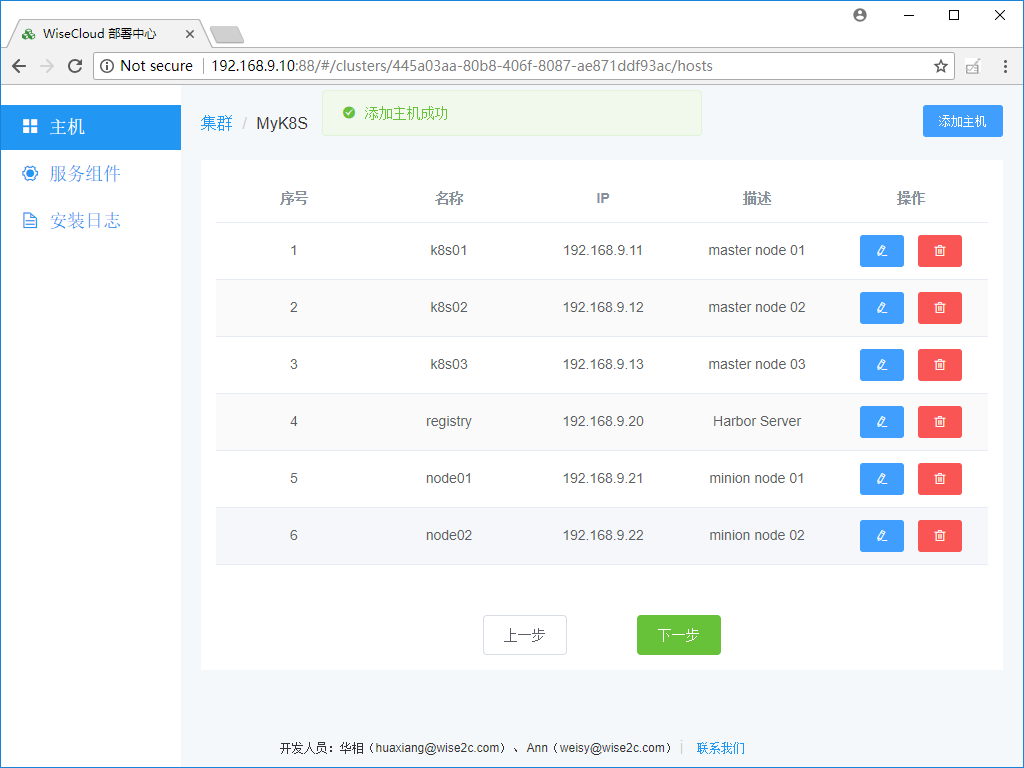 WiseCloud 部署中心
Not secure 192.168.9.10:88/#/clusters/445a03aa-80b8-406f-8087-ae871ddf93ac/hosts
主机
服务组件
安装日志
集群 / MyK8S
添加主机成功
添加主机
序号 名称 IP 描述 操作
1 k8s01 192.168.9.11 master node 01
2 k8s02 192.168.9.12 master node 02
3 k8s03 192.168.9.13 master node 03
4 registry 192.168.9.20 Harbor Server
5 node01 192.168.9.21 minion node 01
6 node02 192.168.9.22 minion node 02
上一步 下一步
开发人员：华相（huaxiang@wise2c.com）、Ann（weisy@wise2c.com） | 联系我们